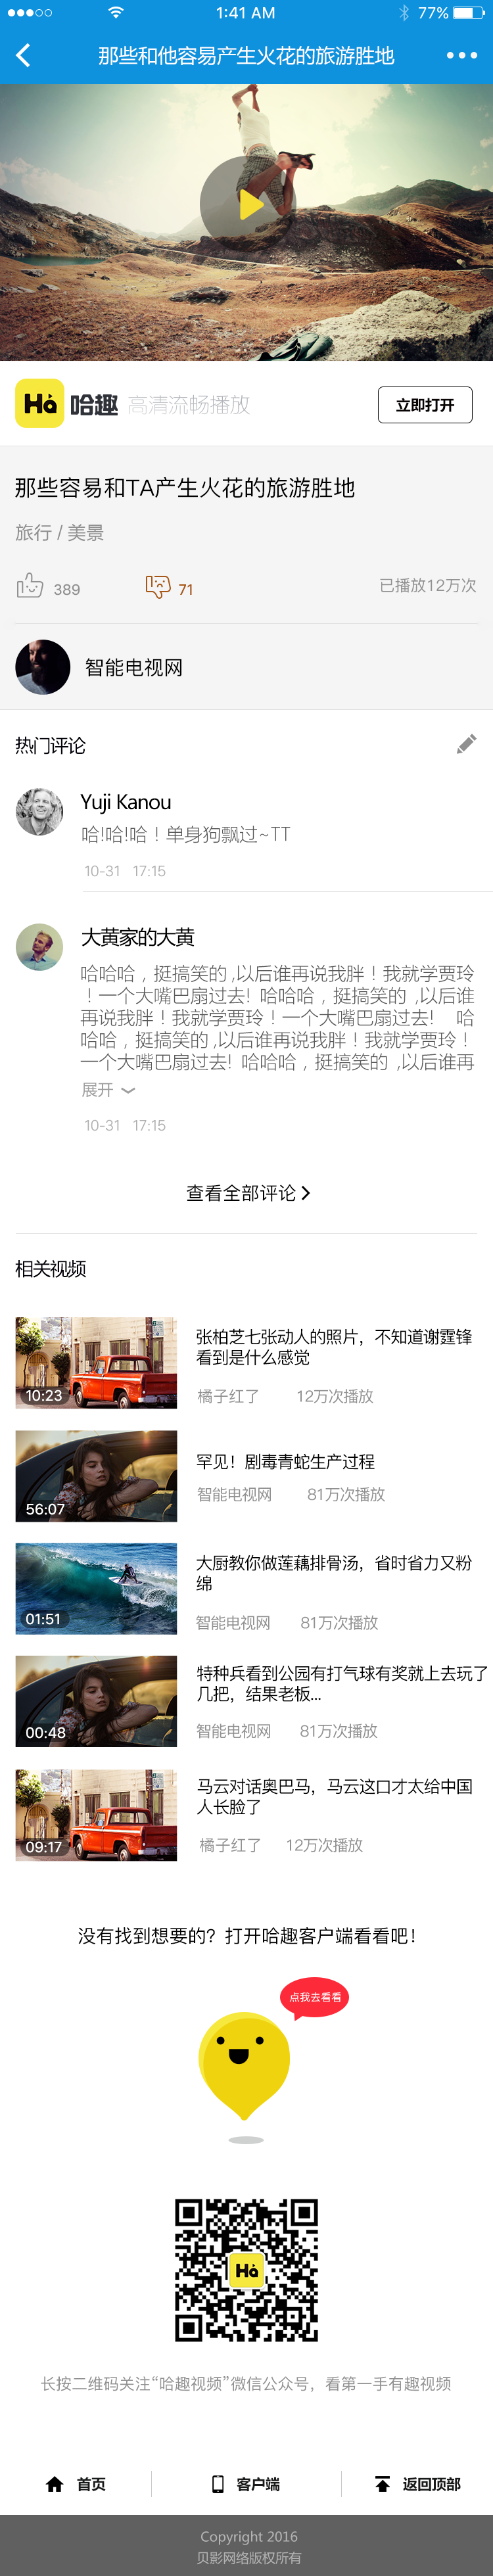 1:41 AM
77%
那些和他容易产生火花的旅游胜地
Hà 哈趣 高清流畅播放
立即打开
那些容易和TA产生火花的旅游胜地
旅行 / 美景
389
71
已播放12万次
智能电视网
热门评论
Yuji Kanou
哈!哈!哈！单身狗飘过~TT
10-31 17:15
大黄家的大黄
哈哈哈，挺搞笑的 ,以后谁再说我胖！我就学贾玲
！一个大嘴巴扇过去! 哈哈哈，挺搞笑的 ,以后谁
再说我胖！我就学贾玲！一个大嘴巴扇过去! 哈
哈哈，挺搞笑的 ,以后谁再说我胖！我就学贾玲！
一个大嘴巴扇过去! 哈哈哈，挺搞笑的 ,以后谁再
展开
10-31 17:15
查看全部评论
相关视频
10:23
张柏芝七张动人的照片，不知道谢霆锋
看到是什么感觉
橘子红了 12万次播放
56:07
罕见！剧毒青蛇生产过程
智能电视网 81万次播放
01:51
大厨教你做莲藕排骨汤，省时省力又粉
绵
智能电视网 81万次播放
00:48
特种兵看到公园有打气球有奖就上去玩了
几把，结果老板...
智能电视网 81万次播放
09:17
马云对话奥巴马，马云这口才太给中国
人长脸了
橘子红了 12万次播放
没有找到想要的？打开哈趣客户端看看吧！
点我去看看
Hà
长按二维码关注“哈趣视频”微信公众号，看第一手有趣视频
首页
客户端
返回顶部
Copyright 2016
贝影网络版权所有